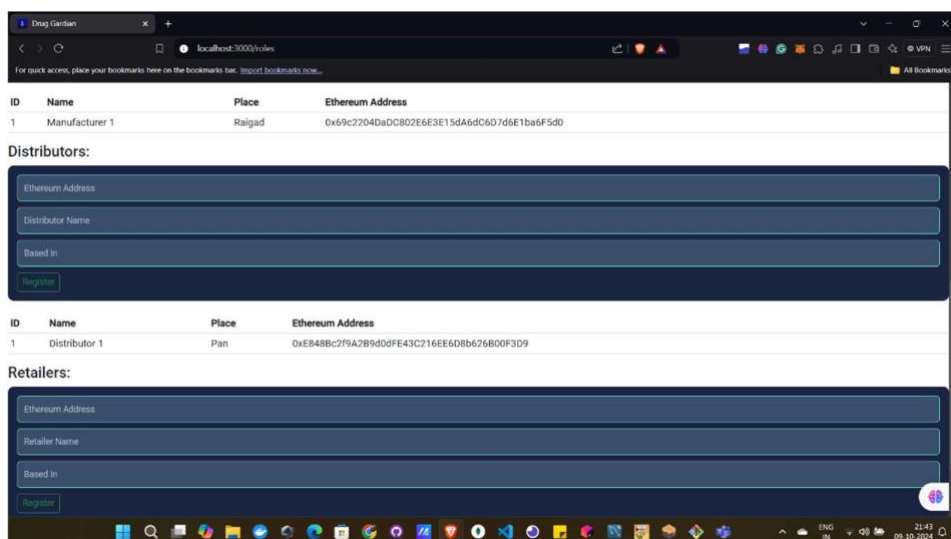 Drug Gardian
localhost:3000/roles
VPN
For quick access, place your bookmarks here on the bookmarks bar. Import bookmarks now...
All Bookmarks
ID Name Place Ethereum Address
1 Manufacturer 1 Raigad 0x69c2204DaDC802E6E3E15dA6dC6D7d6E1ba6F5d0
Distributors:
Ethereum Address
Distributor Name
Based In
Register
ID Name Place Ethereum Address
1 Distributor 1 Pan 0xE848Bc2f9A2B9d0dFE43C216EE6D8b626B00F3D9
Retailers:
Ethereum Address
Retailer Name
Based In
Register
ENG
IN
21:43
09-10-2024